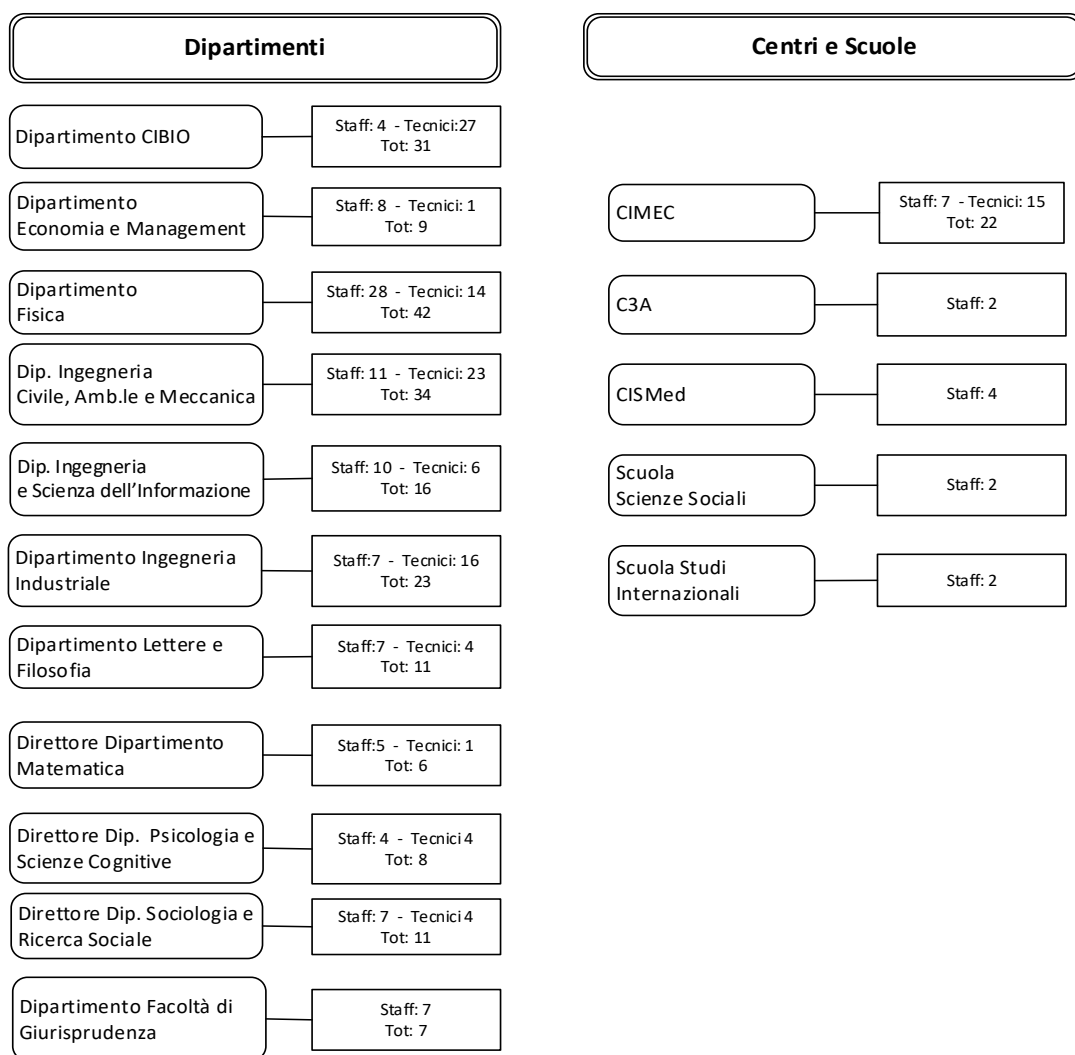 Dipartimenti
Dipartimento CIBIO
Staff: 4 - Tecnici:27
Tot: 31
Dipartimento
Economia e Management
Staff: 8 - Tecnici: 1
Tot: 9
Dipartimento
Fisica
Staff: 28 - Tecnici: 14
Tot: 42
Dip. Ingegneria
Civile, Amb.le e Meccanica
Staff: 11 - Tecnici: 23
Tot: 34
Dip. Ingegneria
e Scienza dell’Informazione
Staff: 10 - Tecnici: 6
Tot: 16
Dipartimento Ingegneria
Industriale
Staff:7 - Tecnici: 16
Tot: 23
Dipartimento Lettere e
Filosofia
Staff:7 - Tecnici: 4
Tot: 11
Direttore Dipartimento
Matematica
Staff:5 - Tecnici: 1
Tot: 6
Direttore Dip. Psicologia e
Scienze Cognitive
Staff: 4 - Tecnici 4
Tot: 8
Direttore Dip. Sociologia e
Ricerca Sociale
Staff: 7 - Tecnici 4
Tot: 11
Dipartimento Facoltà di
Giurisprudenza
Staff: 7
Tot: 7
Centri e Scuole
CIMEC
Staff: 7 - Tecnici: 15
Tot: 22
C3A
Staff: 2
CISMed
Staff: 4
Scuola
Scienze Sociali
Staff: 2
Scuola Studi
Internazionali
Staff: 2